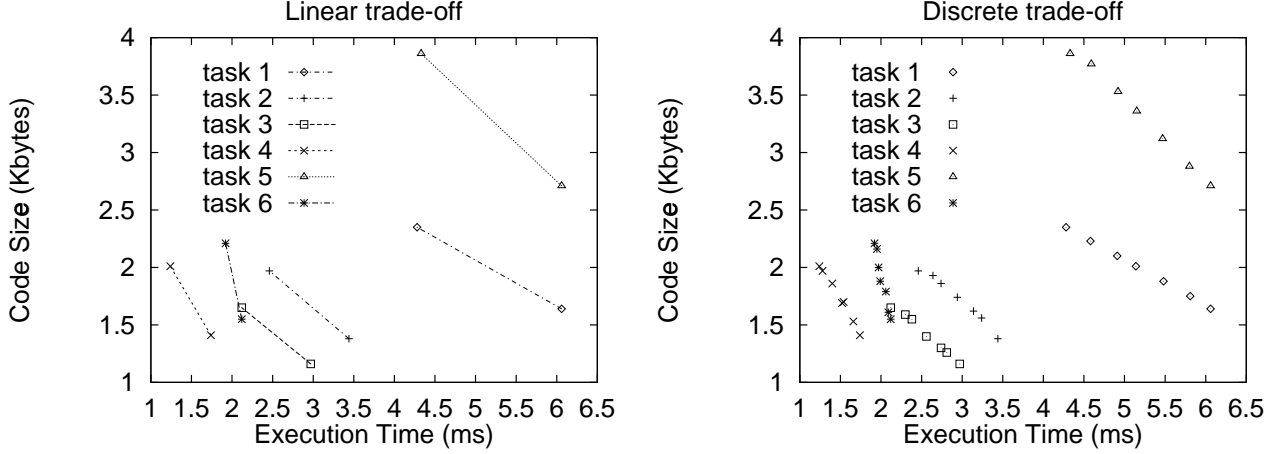 Linear trade-off
4
3.5
3
2.5
2
1.5
1
Code Size (Kbytes)
task 1
task 2
task 3
task 4
task 5
task 6
1 1.5 2 2.5 3 3.5 4 4.5 5 5.5 6 6.5
Execution Time (ms)
Discrete trade-off
4
3.5
3
2.5
2
1.5
1
Code Size (Kbytes)
task 1
task 2
task 3
task 4
task 5
task 6
1 1.5 2 2.5 3 3.5 4 4.5 5 5.5 6 6.5
Execution Time (ms)